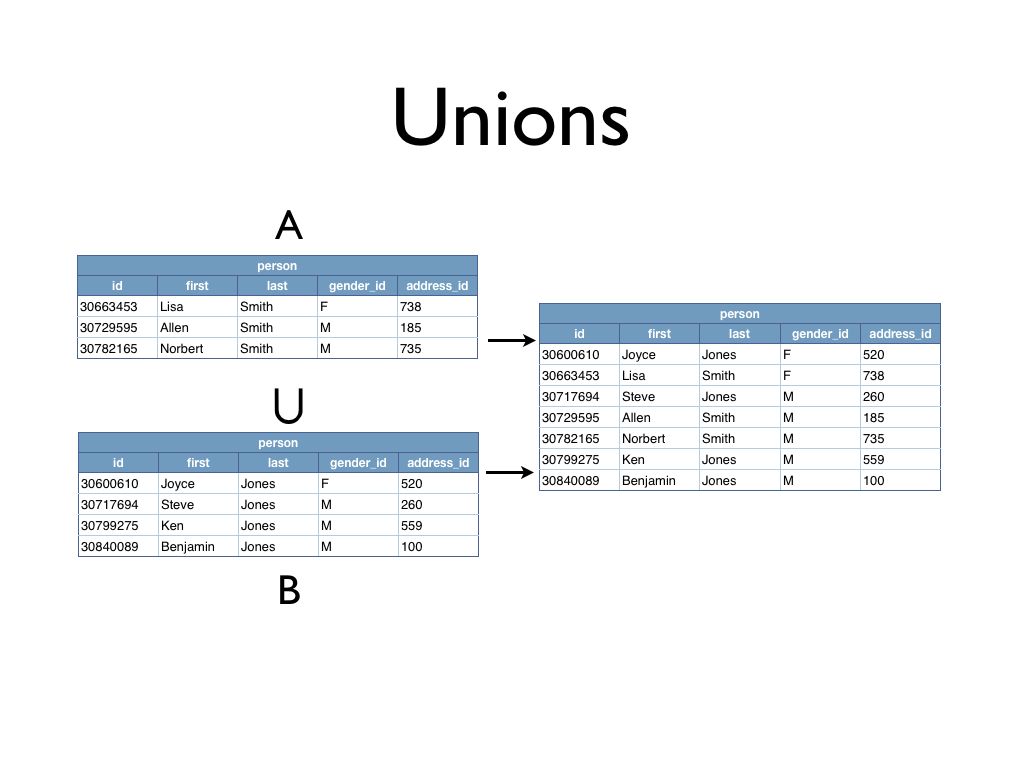 Unions
A
person
id first last gender_id address_id
30663453 Lisa Smith F 738
30729595 Allen Smith M 185
30782165 Norbert Smith M 735
U
person
id first last gender_id address_id
30600610 Joyce Jones F 520
30717694 Steve Jones M 260
30799275 Ken Jones M 559
30840089 Benjamin Jones M 100
B
person
id first last gender_id address_id
30600610 Joyce Jones F 520
30663453 Lisa Smith F 738
30717694 Steve Jones M 260
30729595 Allen Smith M 185
30782165 Norbert Smith M 735
30799275 Ken Jones M 559
30840089 Benjamin Jones M 100